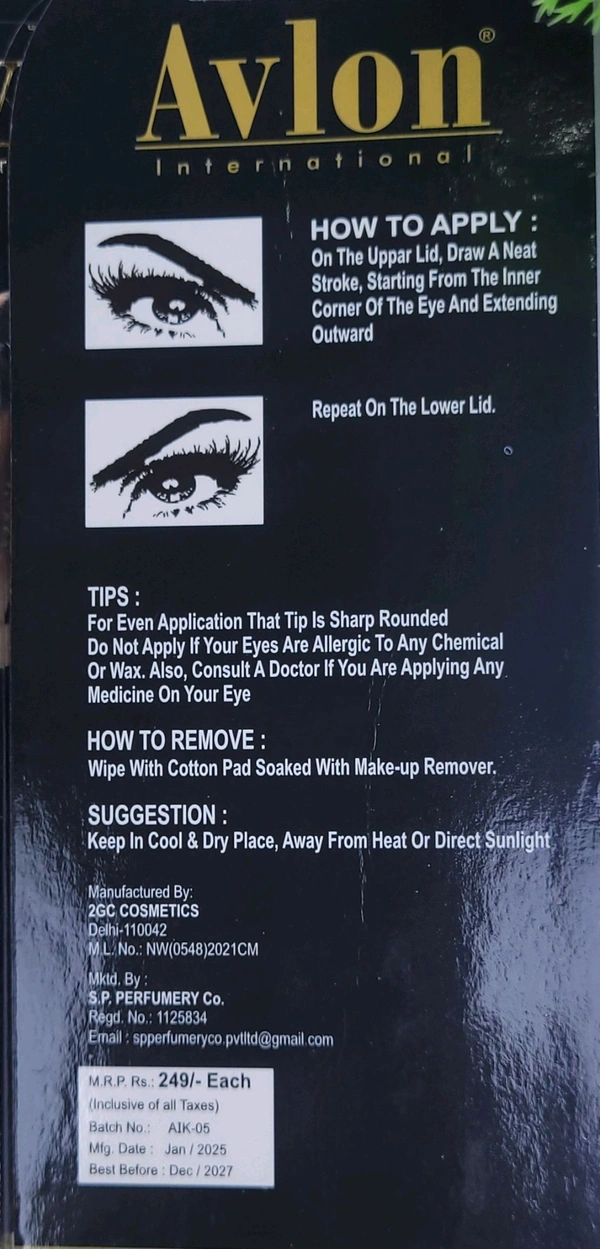 Avlon®
International
HOW TO APPLY :
On The Uppar Lid, Draw A Neat
Stroke, Starting From The Inner
Corner Of The Eye And Extending
Outward
Repeat On The Lower Lid.
TIPS :
For Even Application That Tip Is Sharp Rounded
Do Not Apply If Your Eyes Are Allergic To Any Chemical
Or Wax. Also, Consult A Doctor If You Are Applying Any
Medicine On Your Eye
HOW TO REMOVE :
Wipe With Cotton Pad Soaked With Make-up Remover.
SUGGESTION :
Keep In Cool & Dry Place, Away From Heat Or Direct Sunlight
Manufactured By:
2GC COSMETICS
Delhi-110042
M.L. No.: NW(0548)2021CM
Mktd. By :
S.P. PERFUMERY Co.
Regd. No.: 1125834
Email : spperfumeryco.pvtltd@gmail.com
M.R.P. Rs.: 249/- Each
(Inclusive of all Taxes)
Batch No.: AIK-05
Mfg. Date : Jan / 2025
Best Before : Dec / 2027